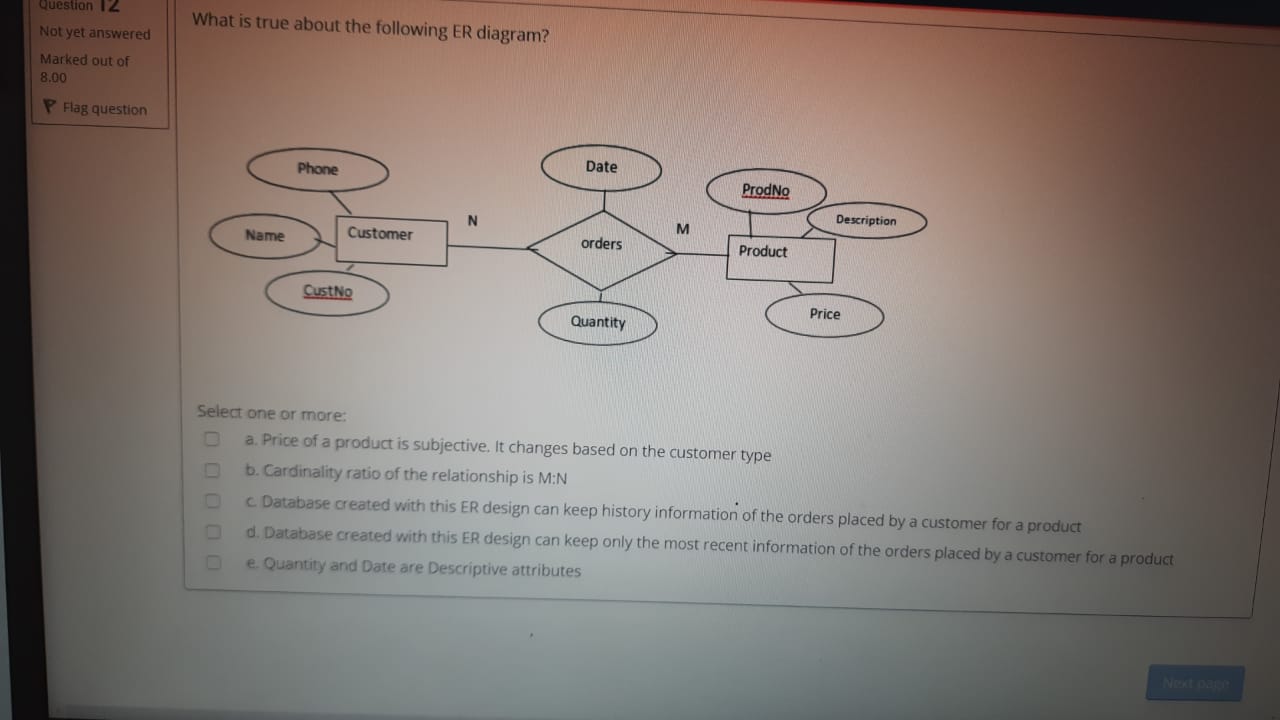 Question 12
Not yet answered
Marked out of
8.00
Flag question
What is true about the following ER diagram?
Phone
Date
ProdNo
Description
N
M
Name
Customer
orders
Product
CustNo
Quantity
Price
Select one or more:
a. Price of a product is subjective. It changes based on the customer type
b. Cardinality ratio of the relationship is M:N
c. Database created with this ER design can keep history information of the orders placed by a customer for a product
d. Database created with this ER design can keep only the most recent information of the orders placed by a customer for a product
e. Quantity and Date are Descriptive attributes
Next page